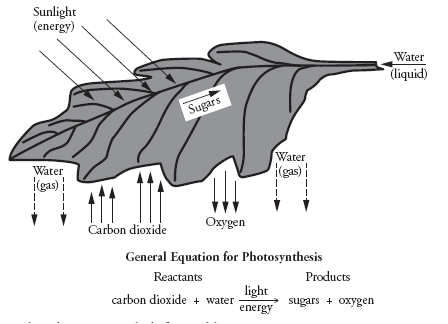 Sunlight
(energy)
Water
(liquid)
Sugars
Water
(gas)
Water
(gas)
Carbon dioxide
Oxygen
General Equation for Photosynthesis
Reactants
Products
carbon dioxide + water light energy sugars + oxygen